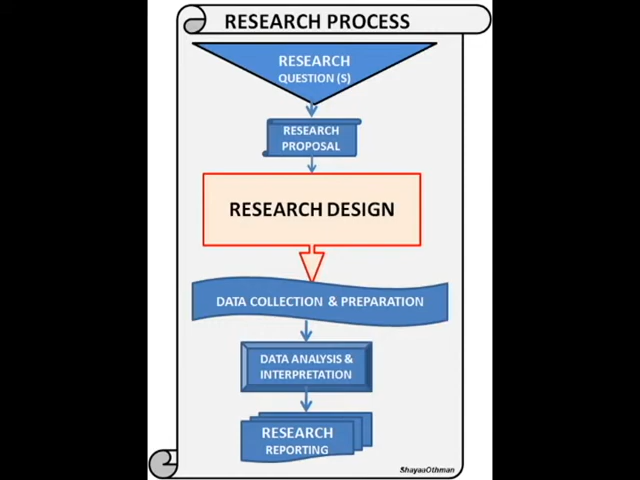 RESEARCH PROCESS
RESEARCH
QUESTION (S)
RESEARCH
PROPOSAL
RESEARCH DESIGN
DATA COLLECTION & PREPARATION
DATA ANALYSIS &
INTERPRETATION
RESEARCH
REPORTING
ShayaaOthman